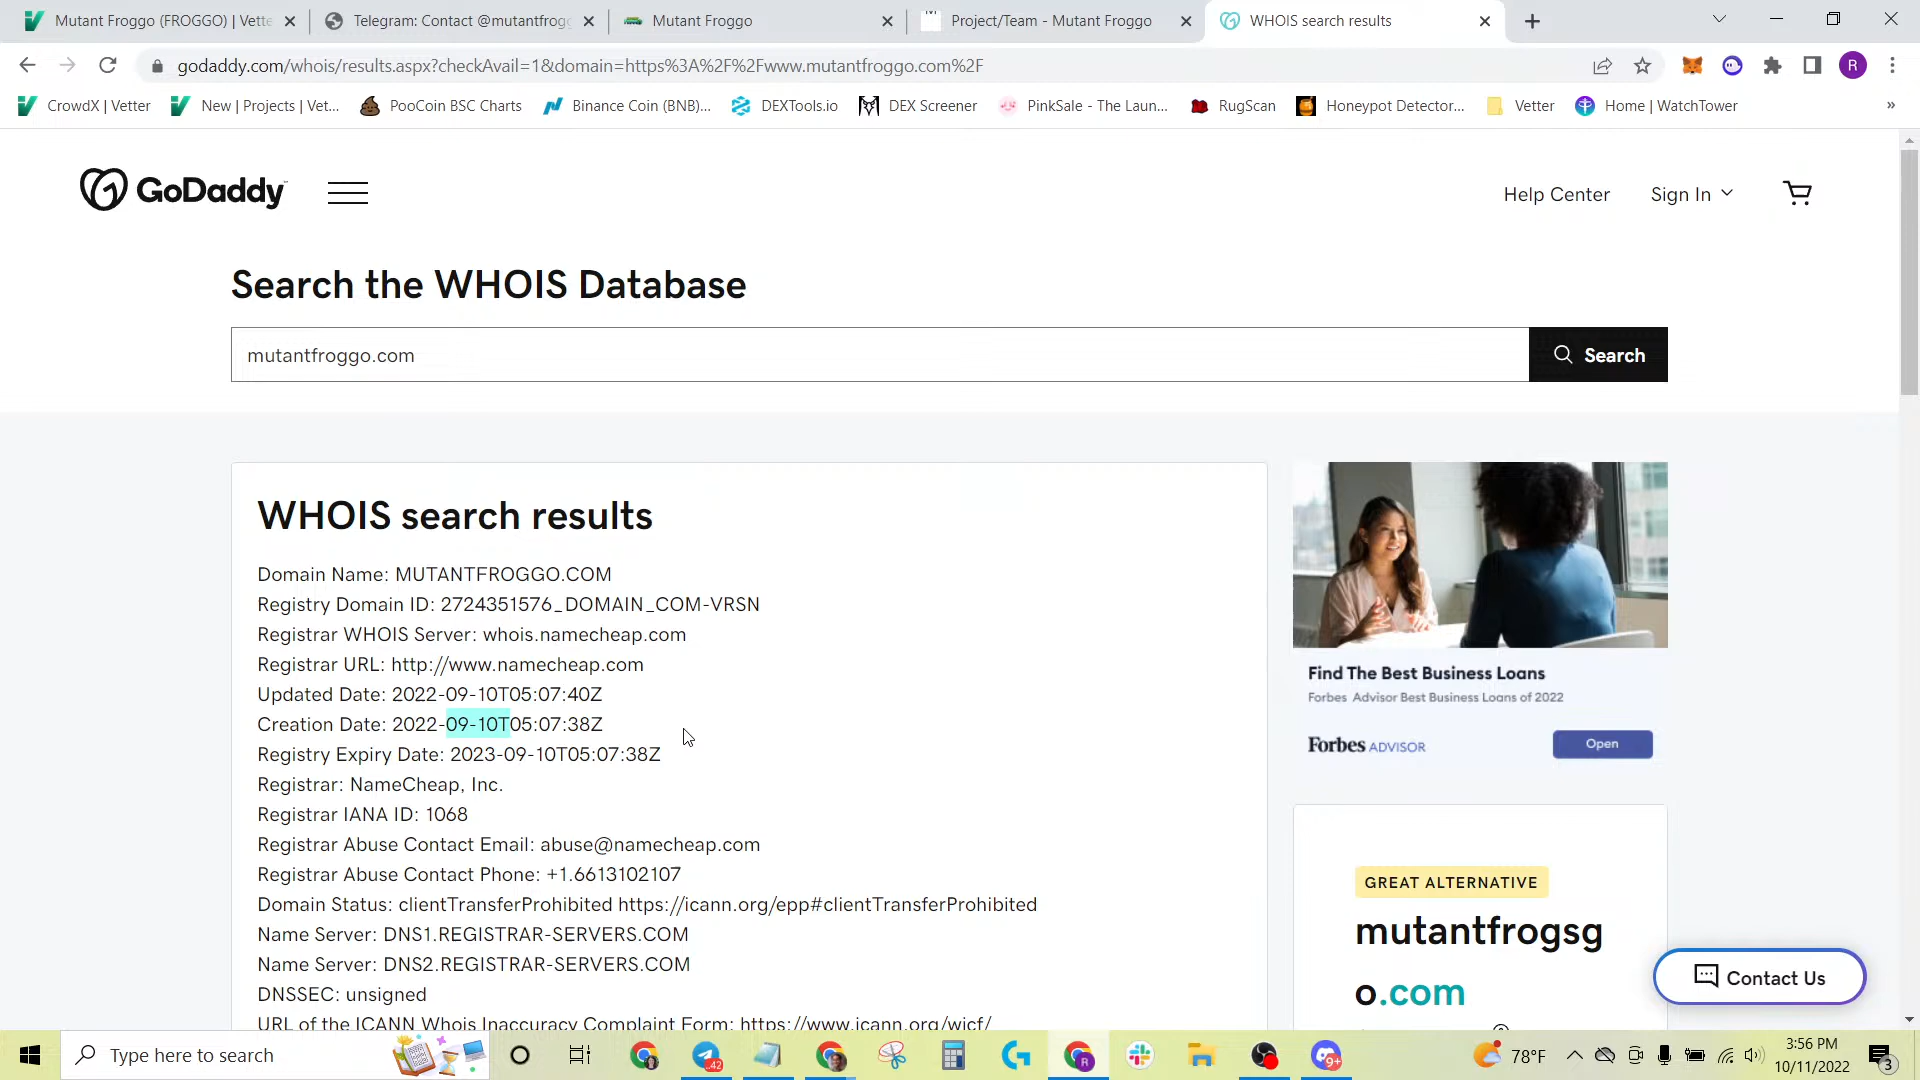 Mutant Froggo (FROGGO) | Vette
Telegram: Contact @mutantfrogg
Mutant Froggo
Project/Team - Mutant Froggo
WHOIS search results
godaddy.com/whois/results.aspx?checkAvail=1&domain=https%3A%2F%2Fwww.mutantfroggo.com%2F
R
CrowdX | Vetter
New | Projects | Vet...
PooCoin BSC Charts
Binance Coin (BNB)...
DEXTools.io
DEX Screener
PinkSale - The Laun...
RugScan
Honeypot Detector...
Vetter
Home | WatchTower
»
GoDaddy
Help Center
Sign In
Search the WHOIS Database
mutantfroggo.com
Search
WHOIS search results
Domain Name: MUTANTFROGGO.COM
Registry Domain ID: 2724351576_DOMAIN_COM-VRSN
Registrar WHOIS Server: whois.namecheap.com
Registrar URL: http://www.namecheap.com
Updated Date: 2022-09-10T05:07:40Z
Creation Date: 2022-09-10T05:07:38Z
Registry Expiry Date: 2023-09-10T05:07:38Z
Registrar: NameCheap, Inc.
Registrar IANA ID: 1068
Registrar Abuse Contact Email: abuse@namecheap.com
Registrar Abuse Contact Phone: +1.6613102107
Domain Status: clientTransferProhibited https://icann.org/epp#clientTransferProhibited
Name Server: DNS1.REGISTRAR-SERVERS.COM
Name Server: DNS2.REGISTRAR-SERVERS.COM
DNSSEC: unsigned
URL of the ICANN Whois Inaccuracy Complaint Form: https://www.icann.org/wicf/
Find The Best Business Loans
Forbes Advisor Best Business Loans of 2022
Forbes ADVISOR
Open
GREAT ALTERNATIVE
mutantfrogsg
o.com
Contact Us
Type here to search
42
R
9+
78°F
3:56 PM
10/11/2022
3